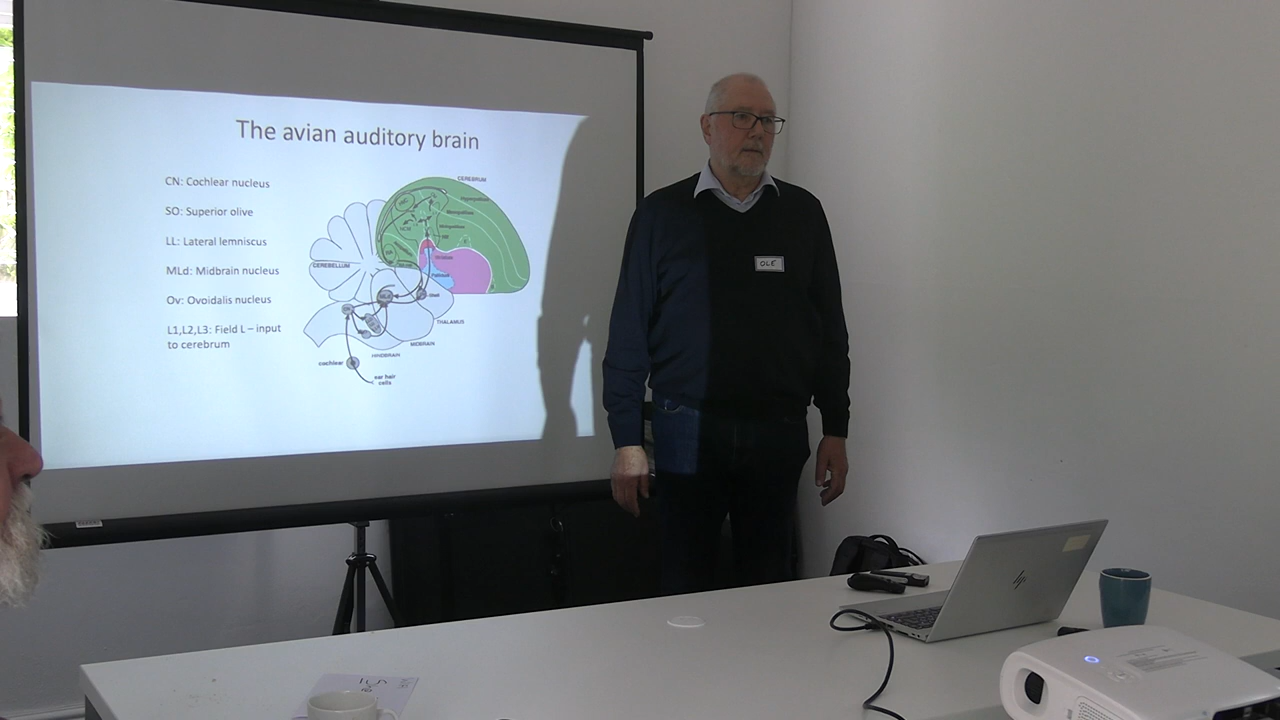 The avian auditory brain
CN: Cochlear nucleus
SO: Superior olive
LL: Lateral lemniscus
MLd: Midbrain nucleus
Ov: Ovoidalis nucleus
L1,L2,L3: Field L – input
to cerebrum
CEREBRUM
CEREBELLUM
THALAMUS
MIDBRAIN
HINDBRAIN
cochlear
ear hair
cells
OLE
hp